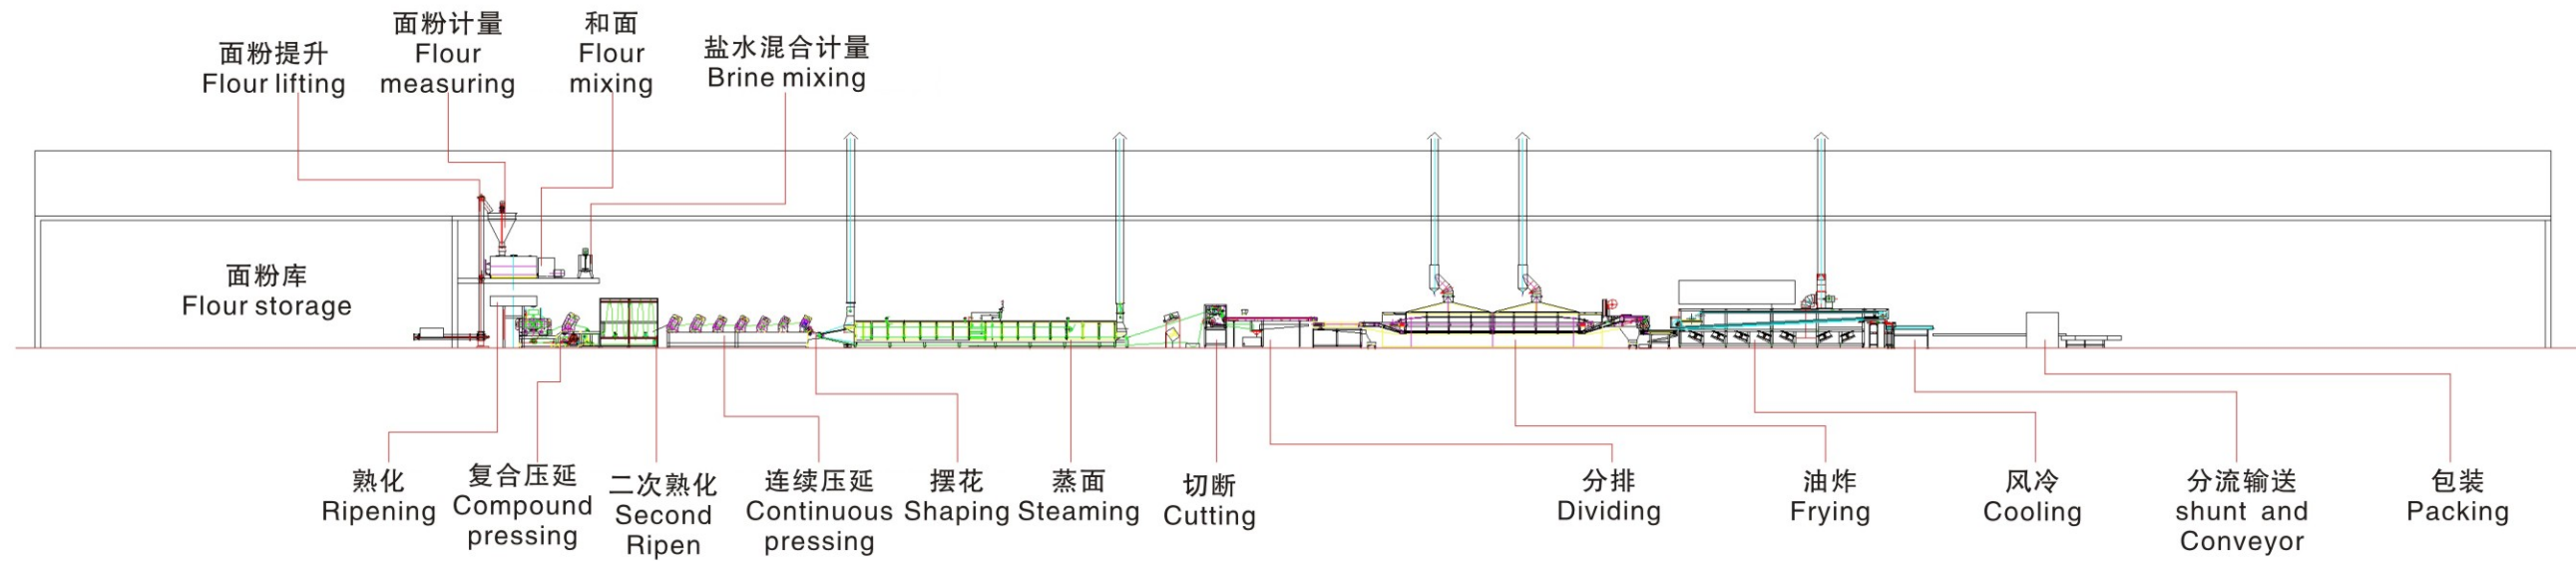 面粉提升
Flour lifting
面粉计量
Flour
measuring
和面
Flour
mixing
盐水混合计量
Brine mixing
面粉库
Flour storage
熟化
Ripening
复合压延
Compound
pressing
二次熟化
Second
Ripen
连续压延
Continuous
pressing
摆花
Shaping
蒸面
Steaming
切断
Cutting
分排
Dividing
油炸
Frying
风冷
Cooling
分流输送
shunt and
Conveyor
包装
Packing